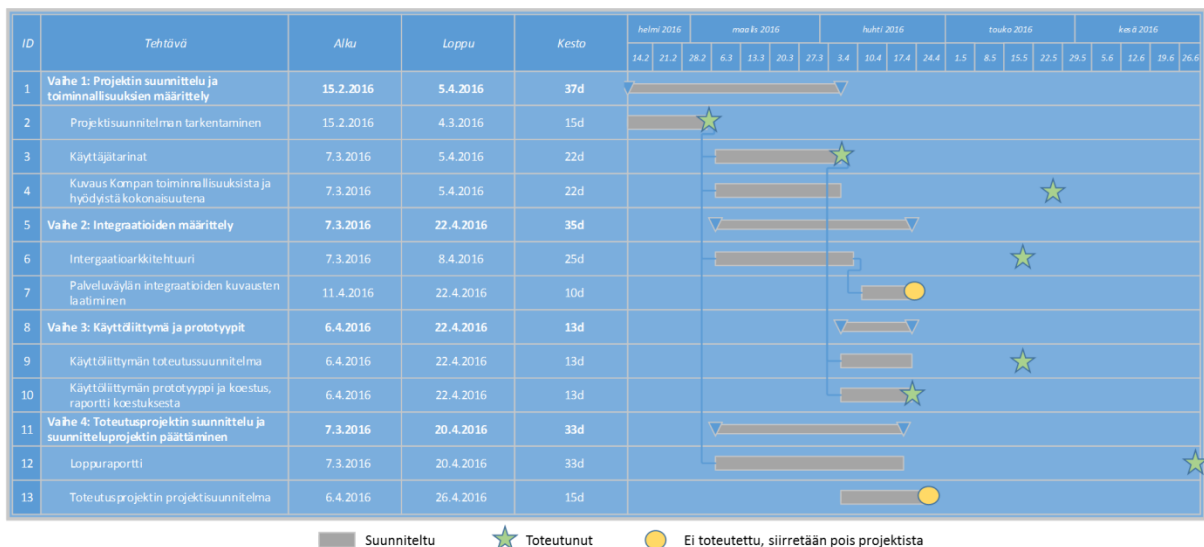 ID Tehtävä Alku Loppu Kesto helmi 2016 maalis 2016 huhti 2016 touko 2016 kesä 2016
14.2 21.2 28.2 6.3 13.3 20.3 27.3 3.4 10.4 17.4 24.4 1.5 8.5 15.5 22.5 29.5 5.6 12.6 19.6 26.6
1 Vaihe 1: Projektin suunnittelu ja
toiminnallisuuksien määrittely 15.2.2016 5.4.2016 37d
2 Projektisuunnitelman tarkentaminen 15.2.2016 4.3.2016 15d
3 Käyttäjätarinat 7.3.2016 5.4.2016 22d
4 Kuvaus Kompan toiminnallisuuksista ja
hyödyistä kokonaisuutena 7.3.2016 5.4.2016 22d
5 Vaihe 2: Integraatioiden määrittely 7.3.2016 22.4.2016 35d
6 Intergaatioarkkitehtuuri 7.3.2016 8.4.2016 25d
7 Palveluväylän integraatioiden kuvausten
laatiminen 11.4.2016 22.4.2016 10d
8 Vaihe 3: Käyttöliittymä ja prototyypit 6.4.2016 22.4.2016 13d
9 Käyttöliittymän toteutussuunnitelma 6.4.2016 22.4.2016 13d
10 Käyttöliittymän prototyyppi ja koestus,
raportti koestuksesta 6.4.2016 22.4.2016 13d
11 Vaihe 4: Toteutusprojektin suunnittelu ja
suunnitteluprojektin päättäminen 7.3.2016 20.4.2016 33d
12 Loppuraportti 7.3.2016 20.4.2016 33d
13 Toteutusprojektin projektisuunnitelma 6.4.2016 26.4.2016 15d
Suunniteltu Toteutunut Ei toteutettu, siirretään pois projektista